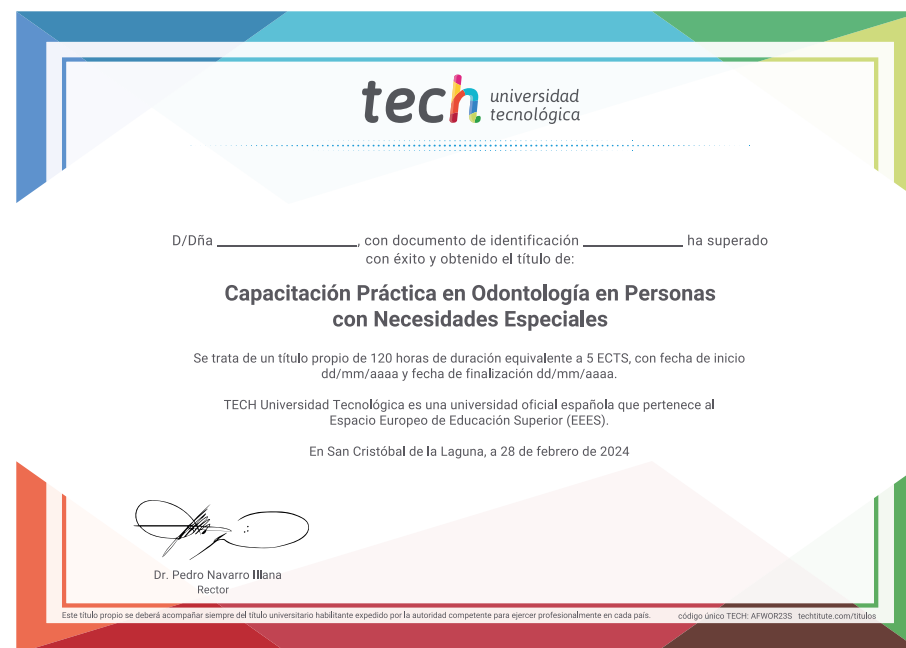 tech universidad
tecnológica
D/Dña ____________________, con documento de identificación ______________ ha superado
con éxito y obtenido el título de:
Capacitación Práctica en Odontología en Personas
con Necesidades Especiales
Se trata de un título propio de 120 horas de duración equivalente a 5 ECTS, con fecha de inicio
dd/mm/aaaa y fecha de finalización dd/mm/aaaa.
TECH Universidad Tecnológica es una universidad oficial española que pertenece al
Espacio Europeo de Educación Superior (EEES).
En San Cristóbal de la Laguna, a 28 de febrero de 2024
Dr. Pedro Navarro Illana
Rector
Este título propio se deberá acompañar siempre del título universitario habilitante expedido por la autoridad competente para ejercer profesionalmente en cada país.
código único TECH: AFWOR23S techtitute.com/titulos